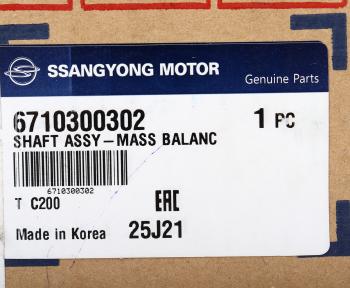 SSANGYONG MOTOR
Genuine Parts
6710300302 1 PC
SHAFT ASSY-MASS BALANC
6710300302
T C200 EAC
Made in Korea 25J21